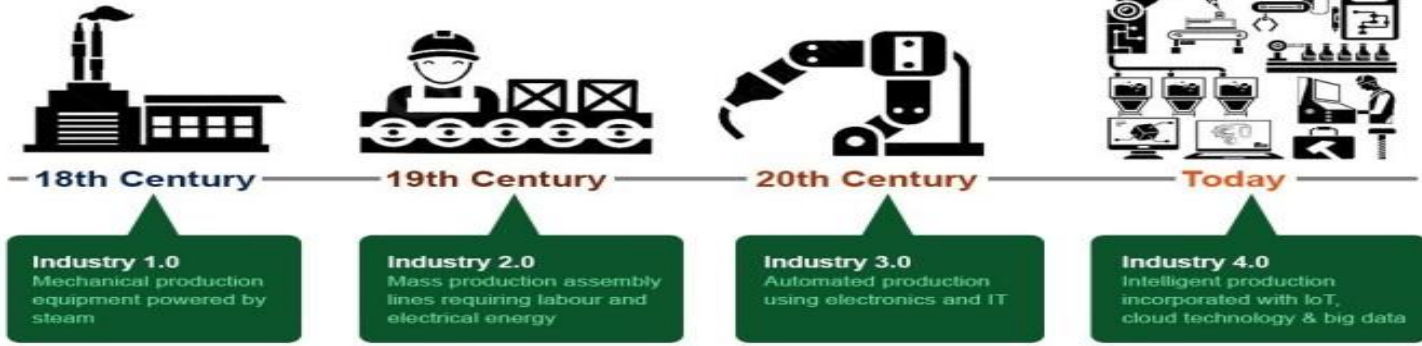 18th Century
19th Century
20th Century
Today
Industry 1.0
Mechanical production
equipment powered by
steam
Industry 2.0
Mass production assembly
lines requiring labour and
electrical energy
Industry 3.0
Automated production
using electronics and IT
Industry 4.0
Intelligent production
incorporated with IoT,
cloud technology & big data